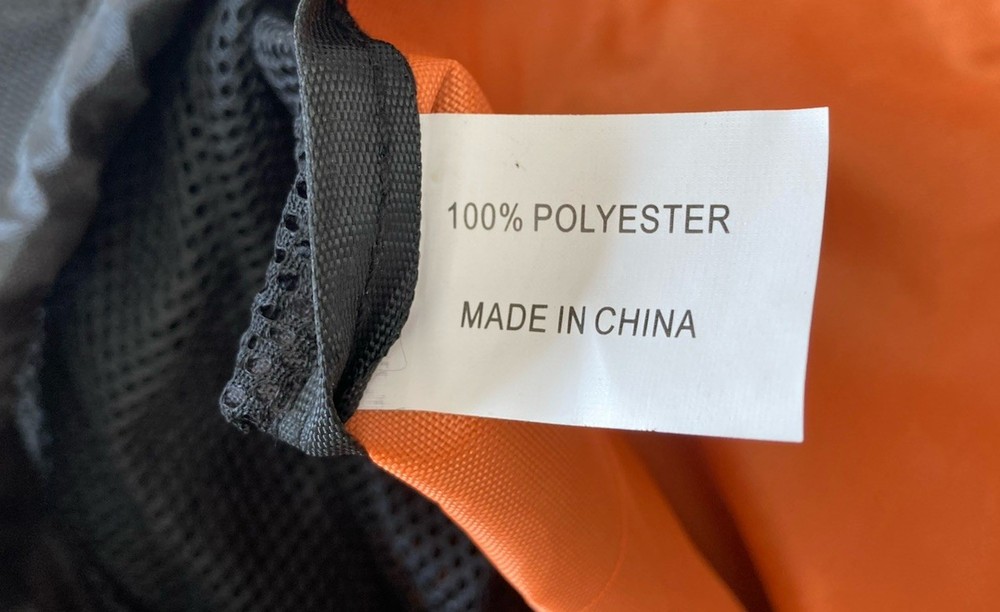 100% POLYESTER
MADE IN CHINA